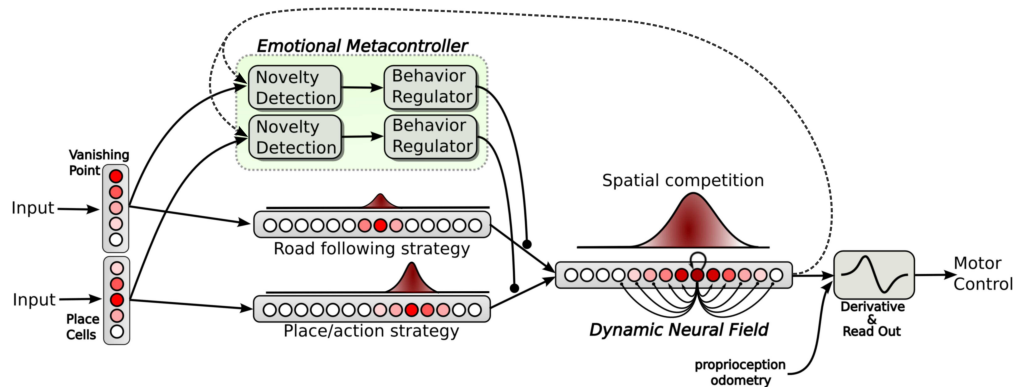 Emotional Metacontroller
Novelty
Detection
Behavior
Regulator
Novelty
Detection
Behavior
Regulator
Vanishing
Point
Input
Road following strategy
Input
Place
Cells
Place/action strategy
Spatial competition
Dynamic Neural Field
Derivative
&
Read Out
Motor
Control
proprioception
odometry